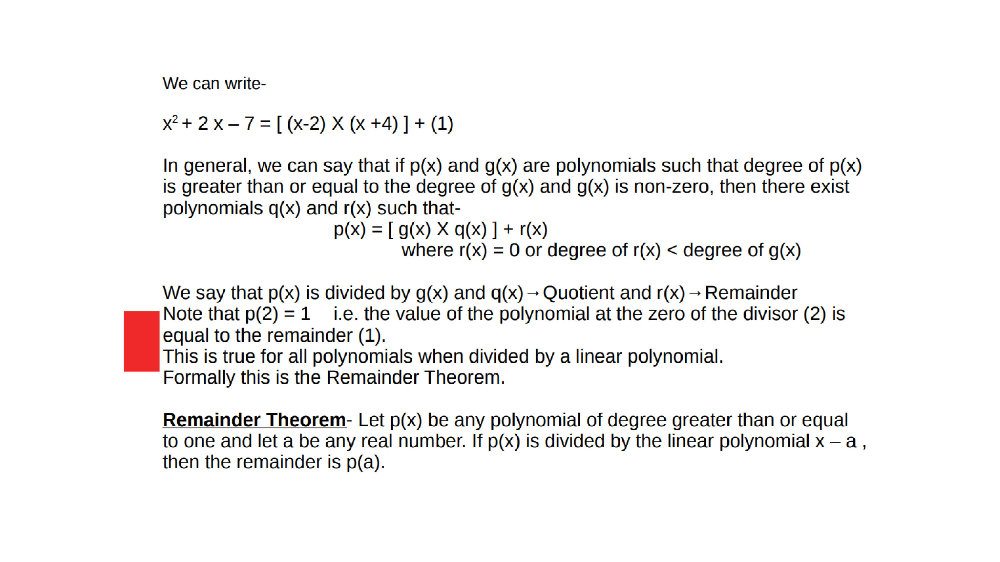 We can write-
x² + 2 x – 7 = [ (x-2) X (x +4) ] + (1)
In general, we can say that if p(x) and g(x) are polynomials such that degree of p(x)
is greater than or equal to the degree of g(x) and g(x) is non-zero, then there exist
polynomials q(x) and r(x) such that-
p(x) = [ g(x) X q(x) ] + r(x)
where r(x) = 0 or degree of r(x) < degree of g(x)
We say that p(x) is divided by g(x) and q(x)→Quotient and r(x)→Remainder
Note that p(2) = 1 i.e. the value of the polynomial at the zero of the divisor (2) is
equal to the remainder (1).
This is true for all polynomials when divided by a linear polynomial.
Formally this is the Remainder Theorem.
Remainder Theorem- Let p(x) be any polynomial of degree greater than or equal
to one and let a be any real number. If p(x) is divided by the linear polynomial x – a ,
then the remainder is p(a).